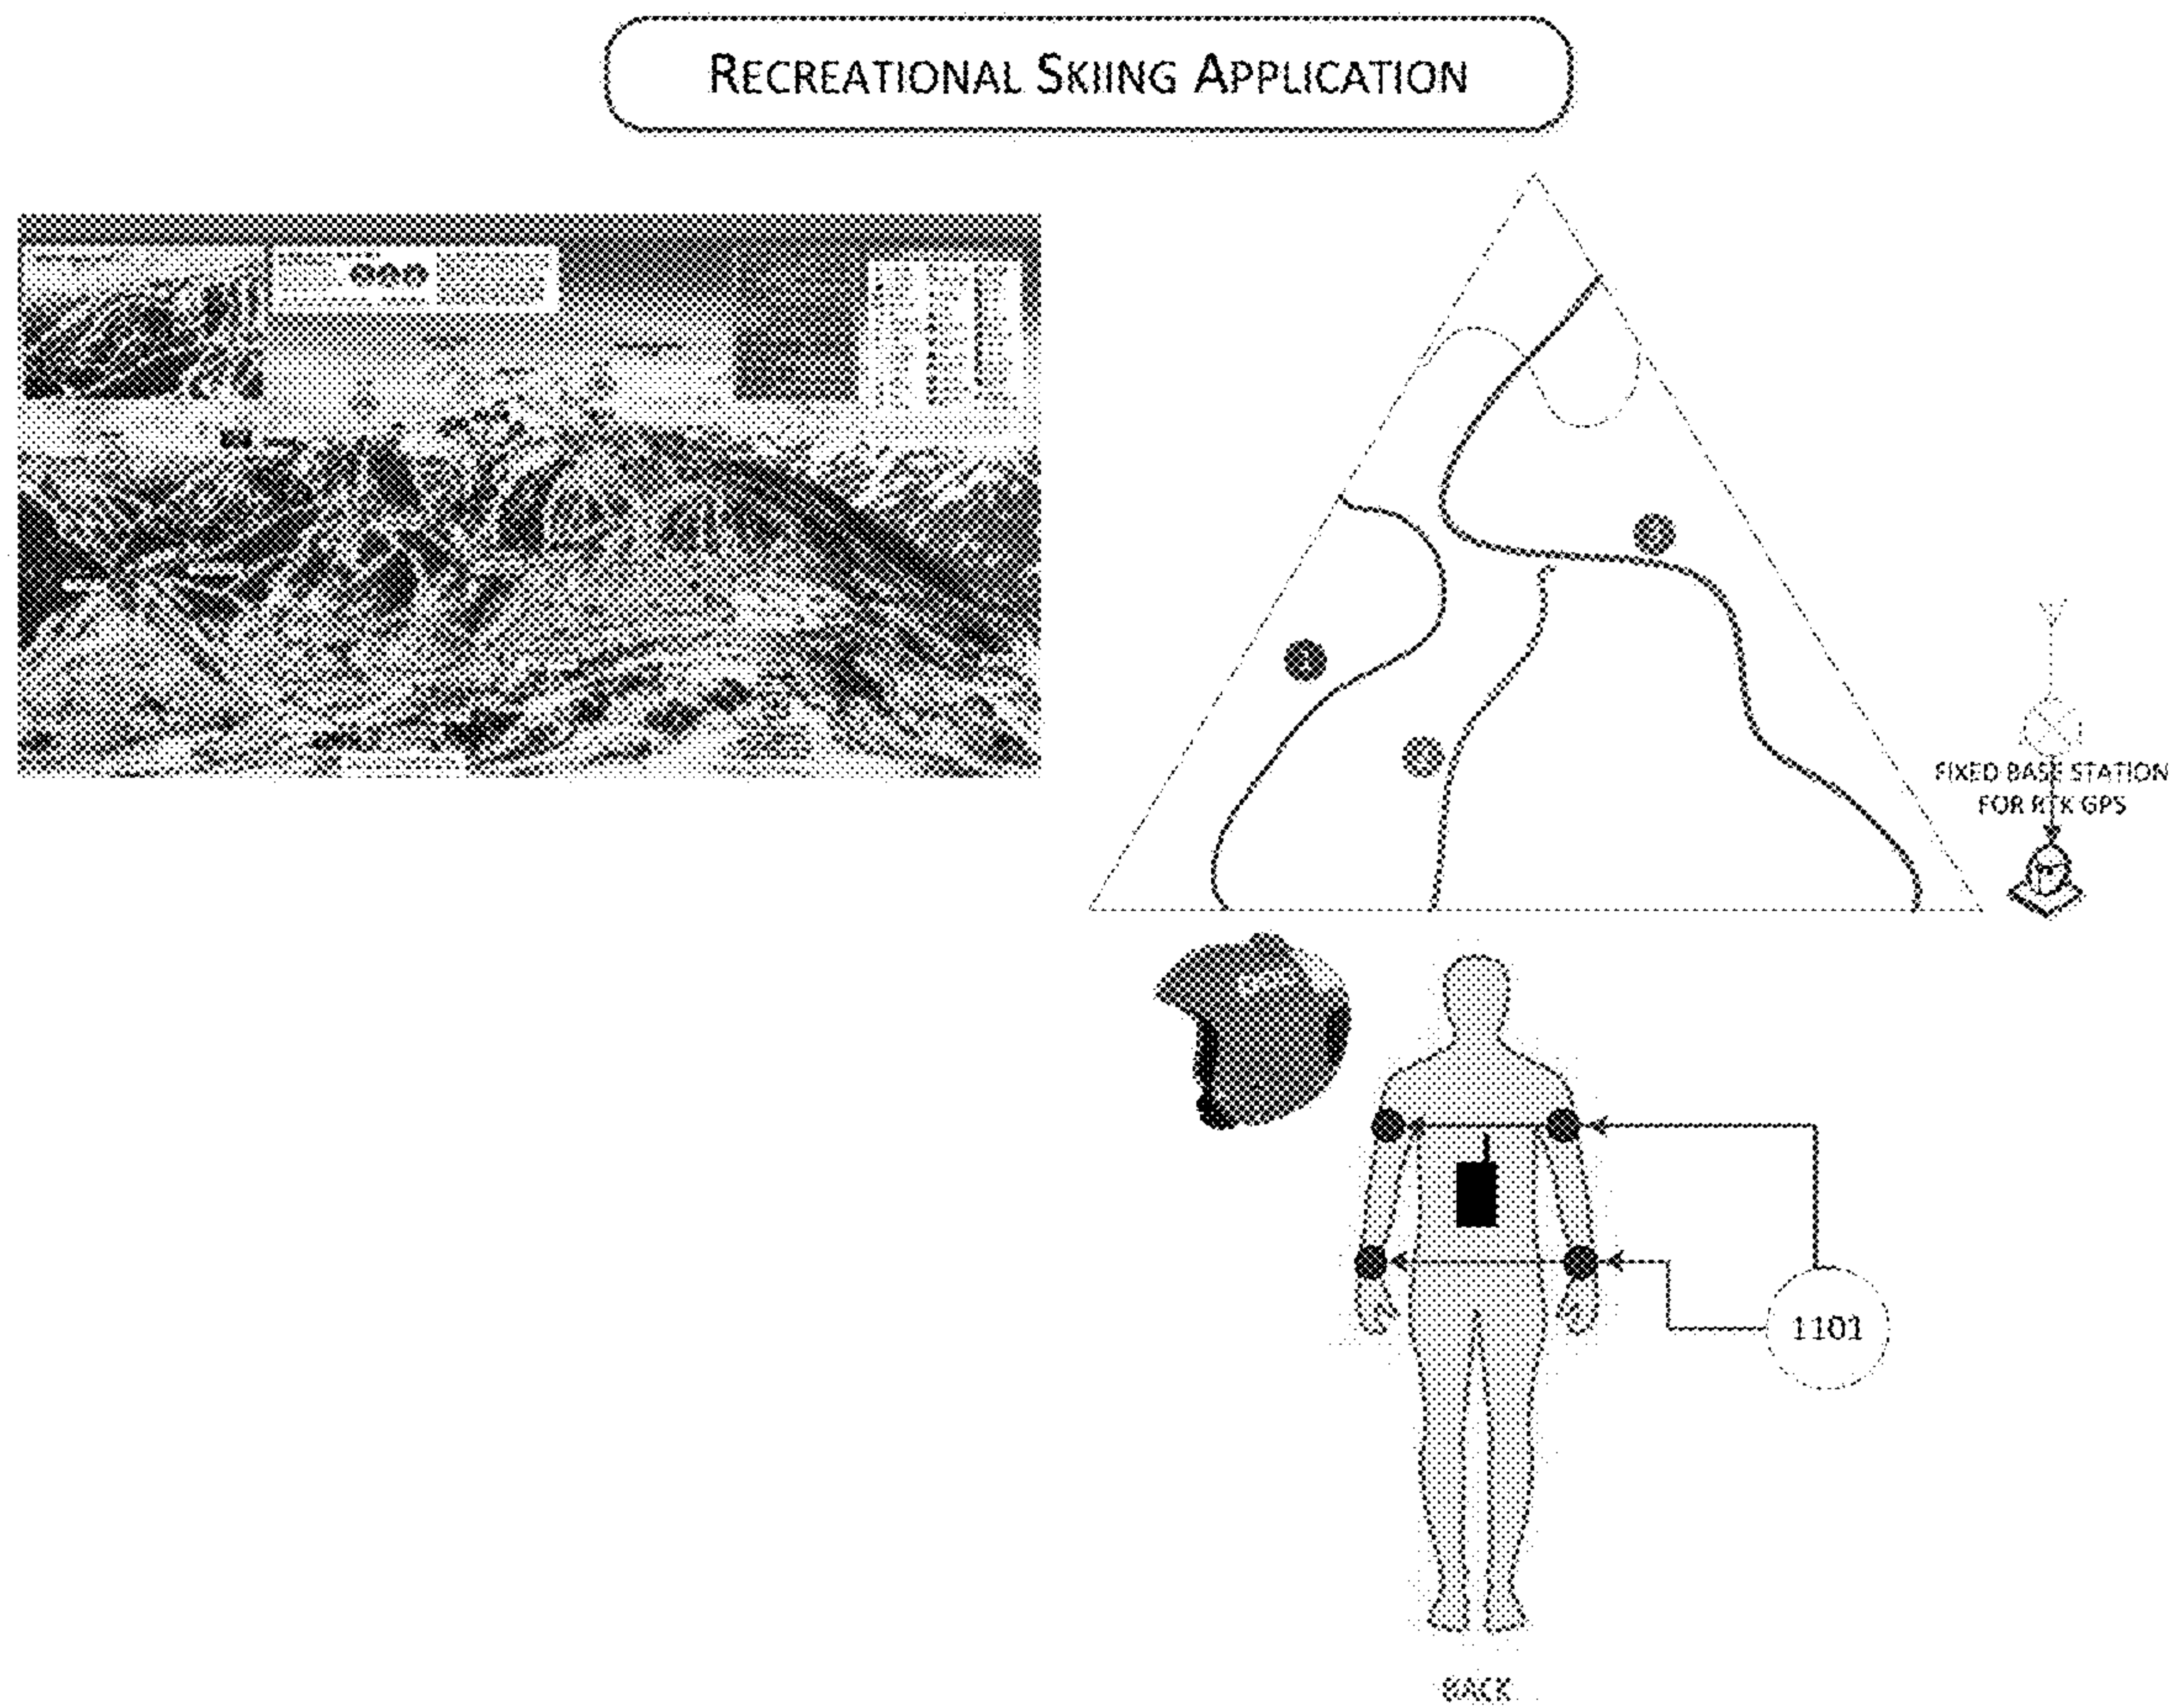 RECREATIONAL SKIING APPLICATION
FIXED BASE STATION
FOR RTK GPS
1101
BACK